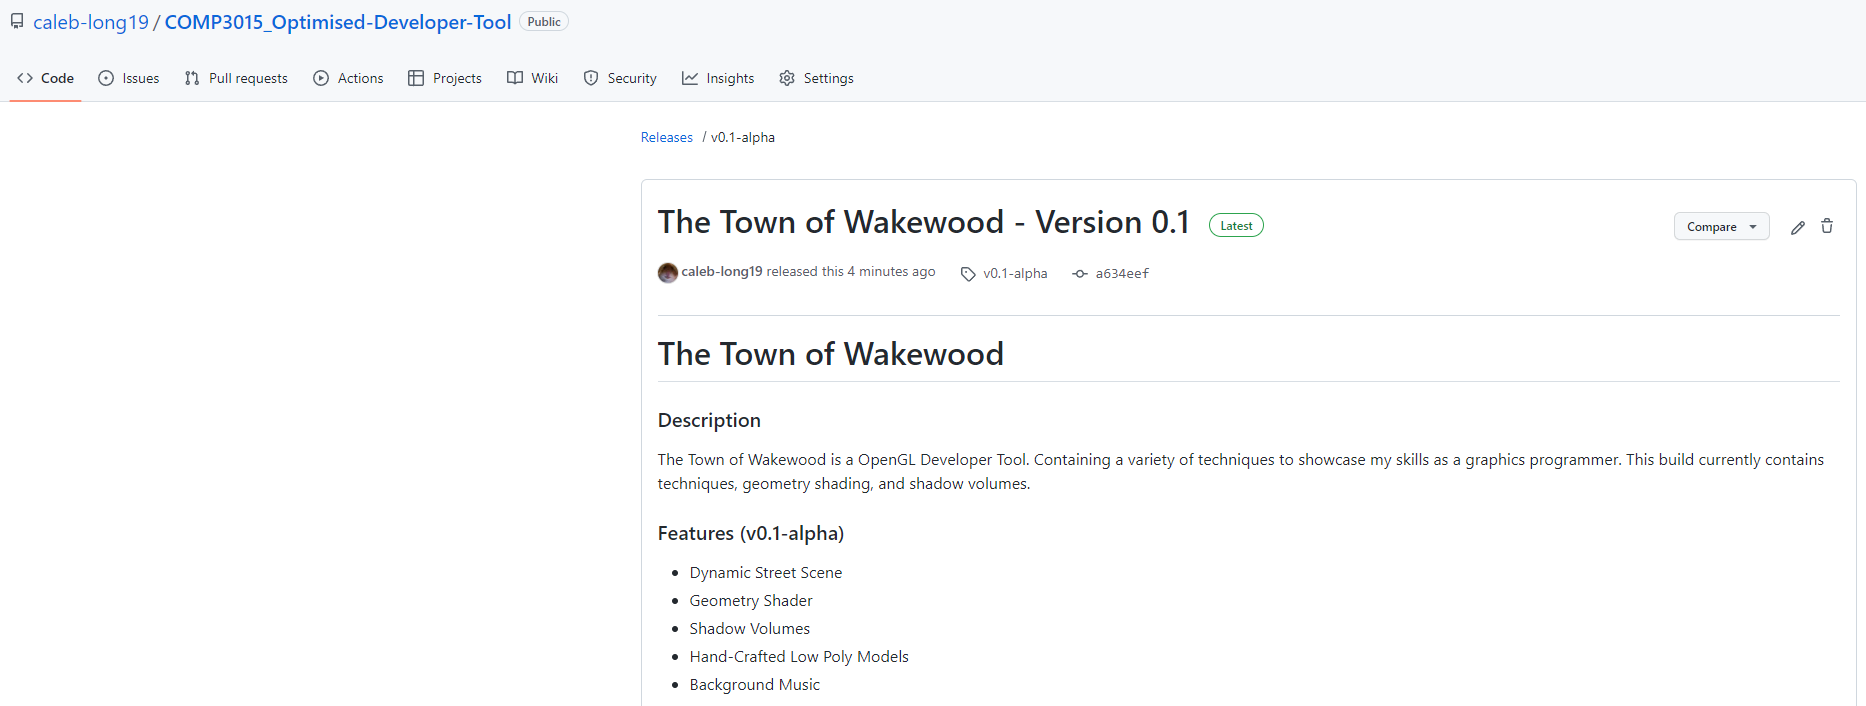 caleb-long19 / COMP3015_Optimised-Developer-Tool Public
Code Issues Pull requests Actions Projects Wiki Security Insights Settings
Releases / v0.1-alpha
The Town of Wakewood - Version 0.1 Latest Compare
caleb-long19 released this 4 minutes ago v0.1-alpha a634eef
The Town of Wakewood
Description
The Town of Wakewood is a OpenGL Developer Tool. Containing a variety of techniques to showcase my skills as a graphics programmer. This build currently contains
techniques, geometry shading, and shadow volumes.
Features (v0.1-alpha)
• Dynamic Street Scene
• Geometry Shader
• Shadow Volumes
• Hand-Crafted Low Poly Models
• Background Music